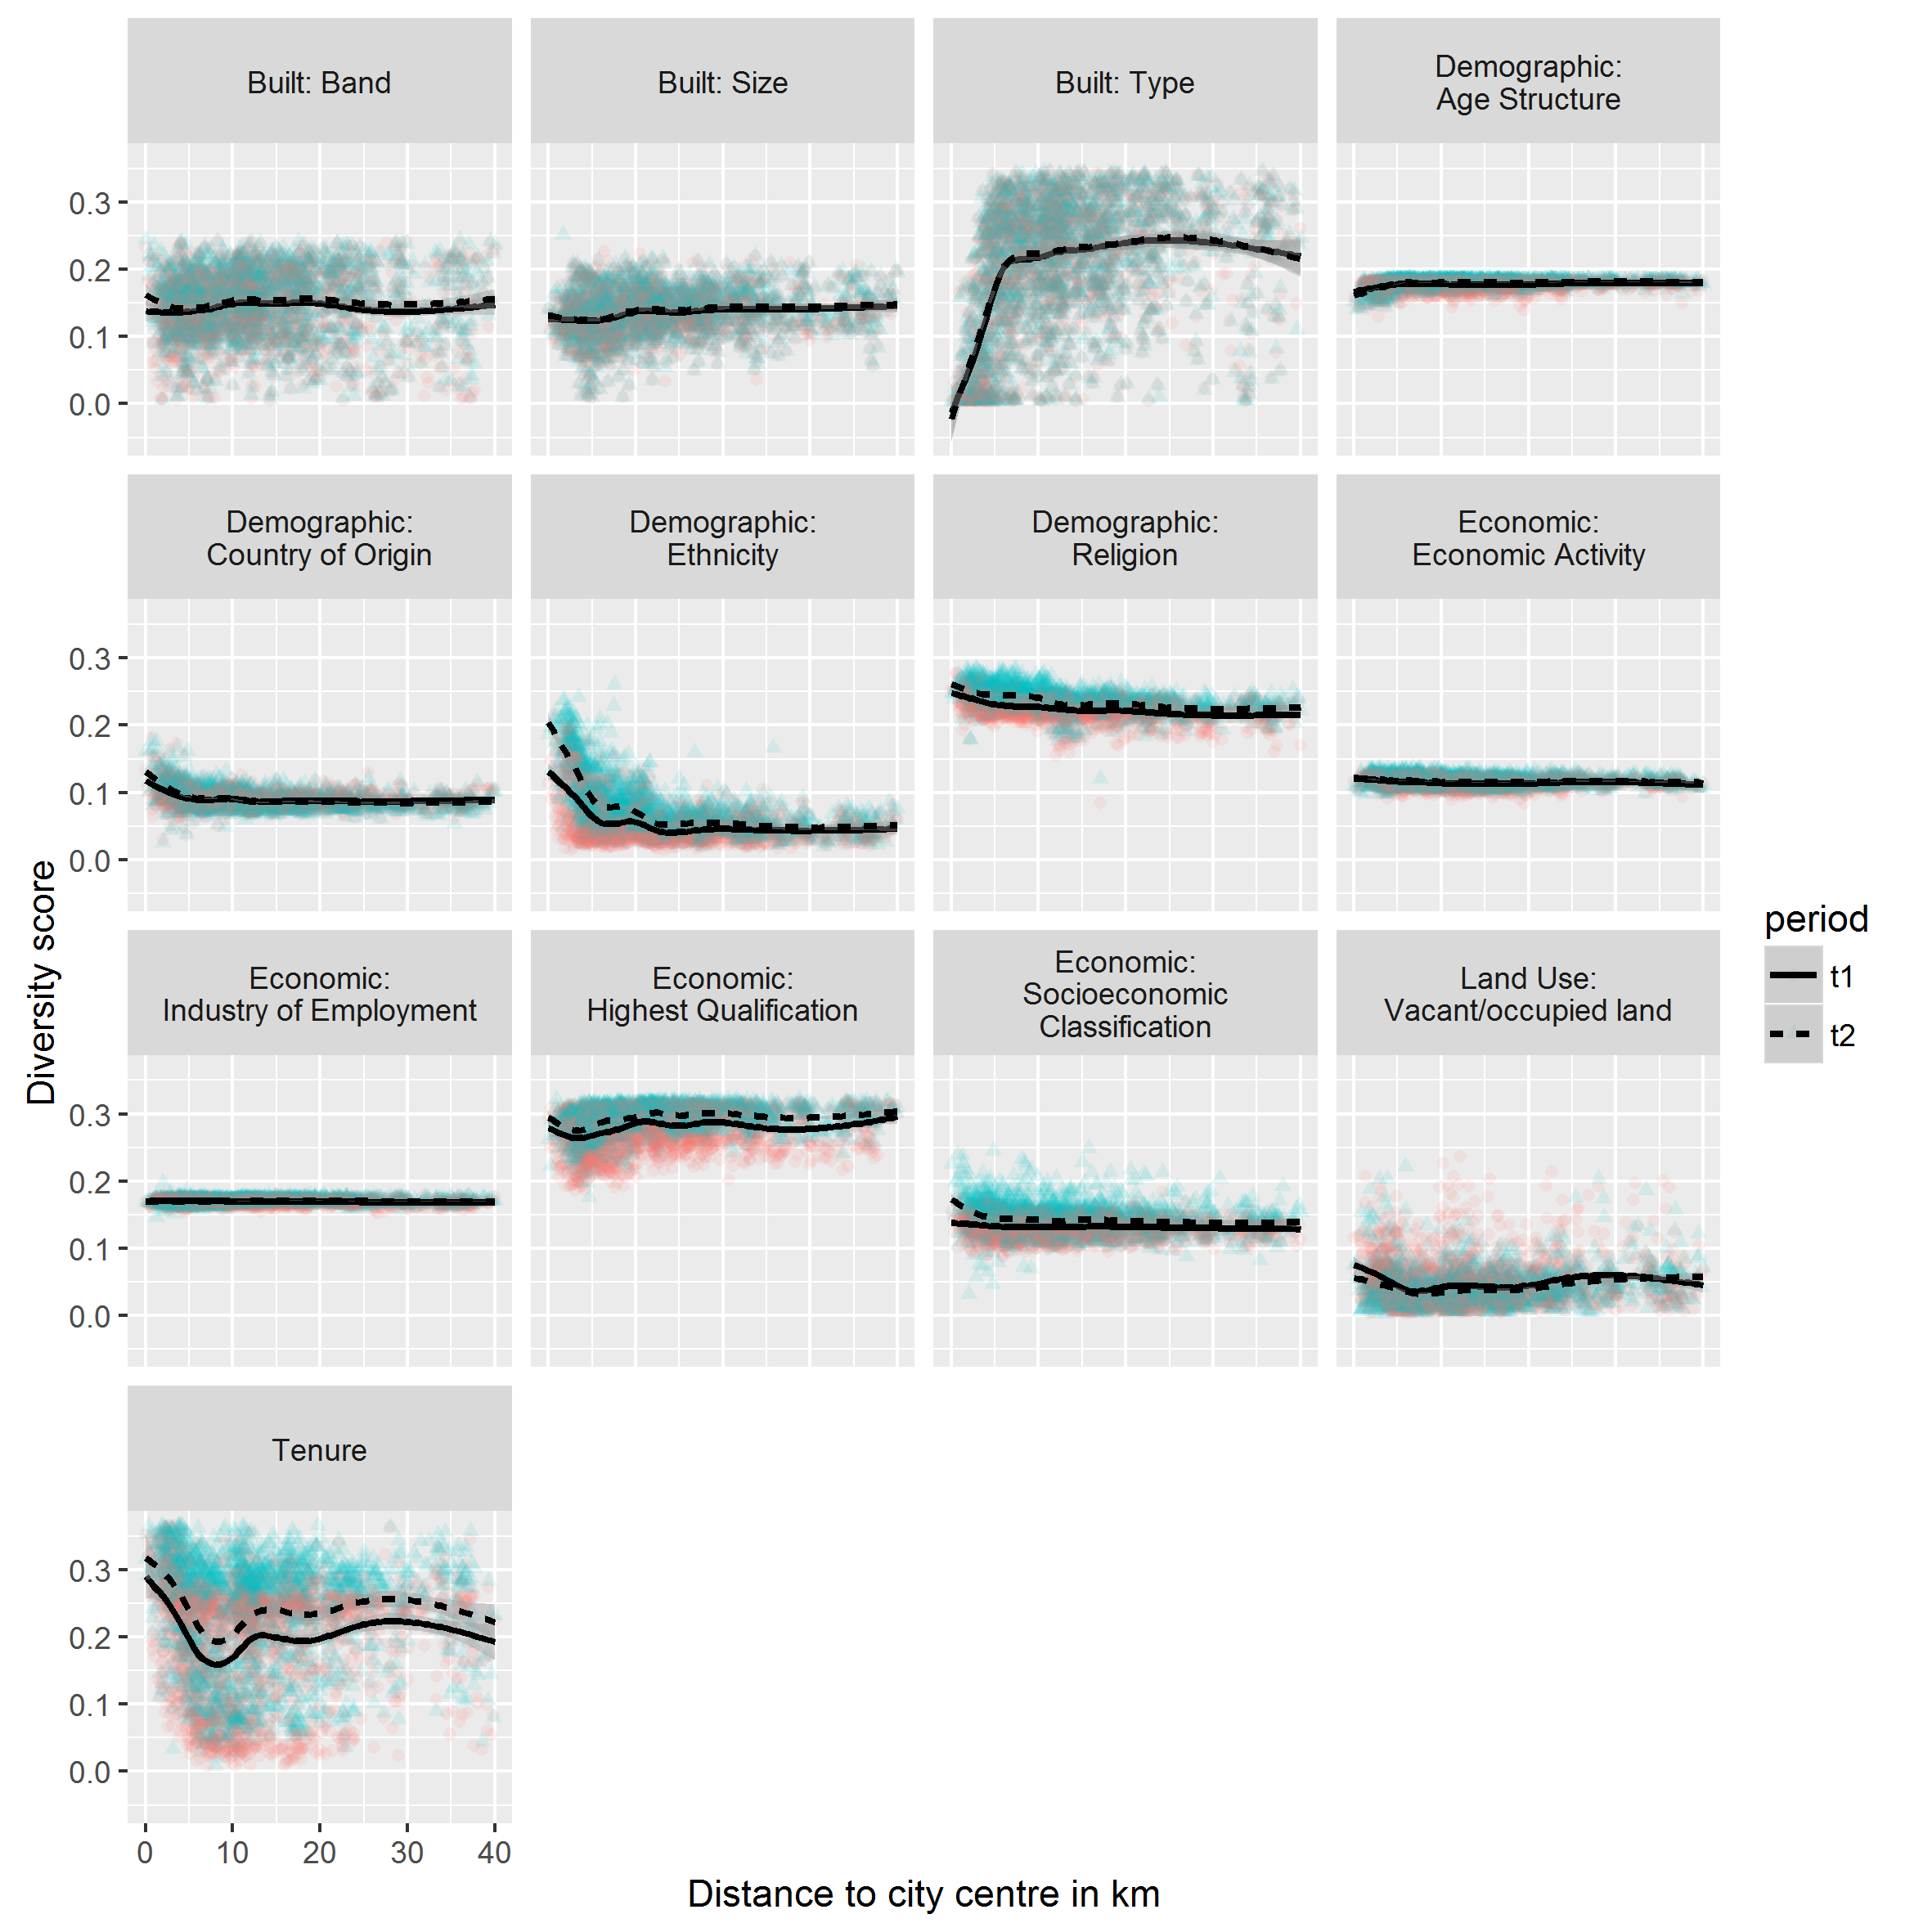 Built: Band
Built: Size
Built: Type
Demographic:
Age Structure
0.3
0.2
0.1
0.0
Demographic:
Country of Origin
Demographic:
Ethnicity
Demographic:
Religion
Economic:
Economic Activity
0.3
0.2
0.1
0.0
Economic:
Industry of Employment
Economic:
Highest Qualification
Economic:
Socioeconomic
Classification
Land Use:
Vacant/occupied land
0.3
0.2
0.1
0.0
Tenure
0.3
0.2
0.1
0.0
0 10 20 30 40
Distance to city centre in km
Diversity score
period
t1
t2